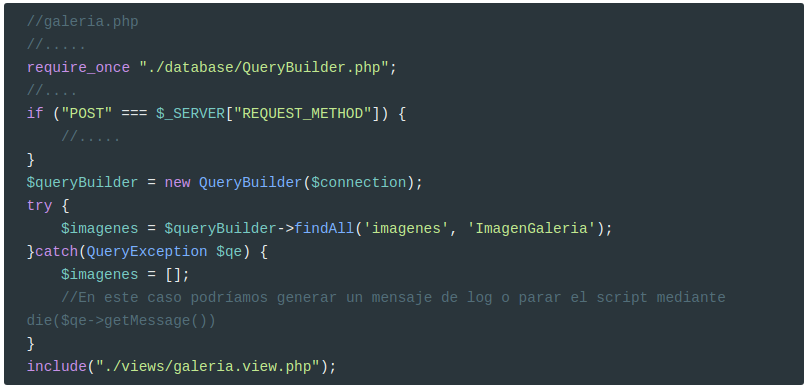 //galeria.php
//.....
require_once "./database/QueryBuilder.php";
//....
if ("POST" === $_SERVER["REQUEST_METHOD"]) {
    //.....
}
$queryBuilder = new QueryBuilder($connection);
try {
    $imagenes = $queryBuilder->findAll('imagenes', 'ImagenGaleria');
}catch(QueryException $qe) {
    $imagenes = [];
    //En este caso podríamos generar un mensaje de log o parar el script mediante
die($qe->getMessage())
}
include("./views/galeria.view.php");